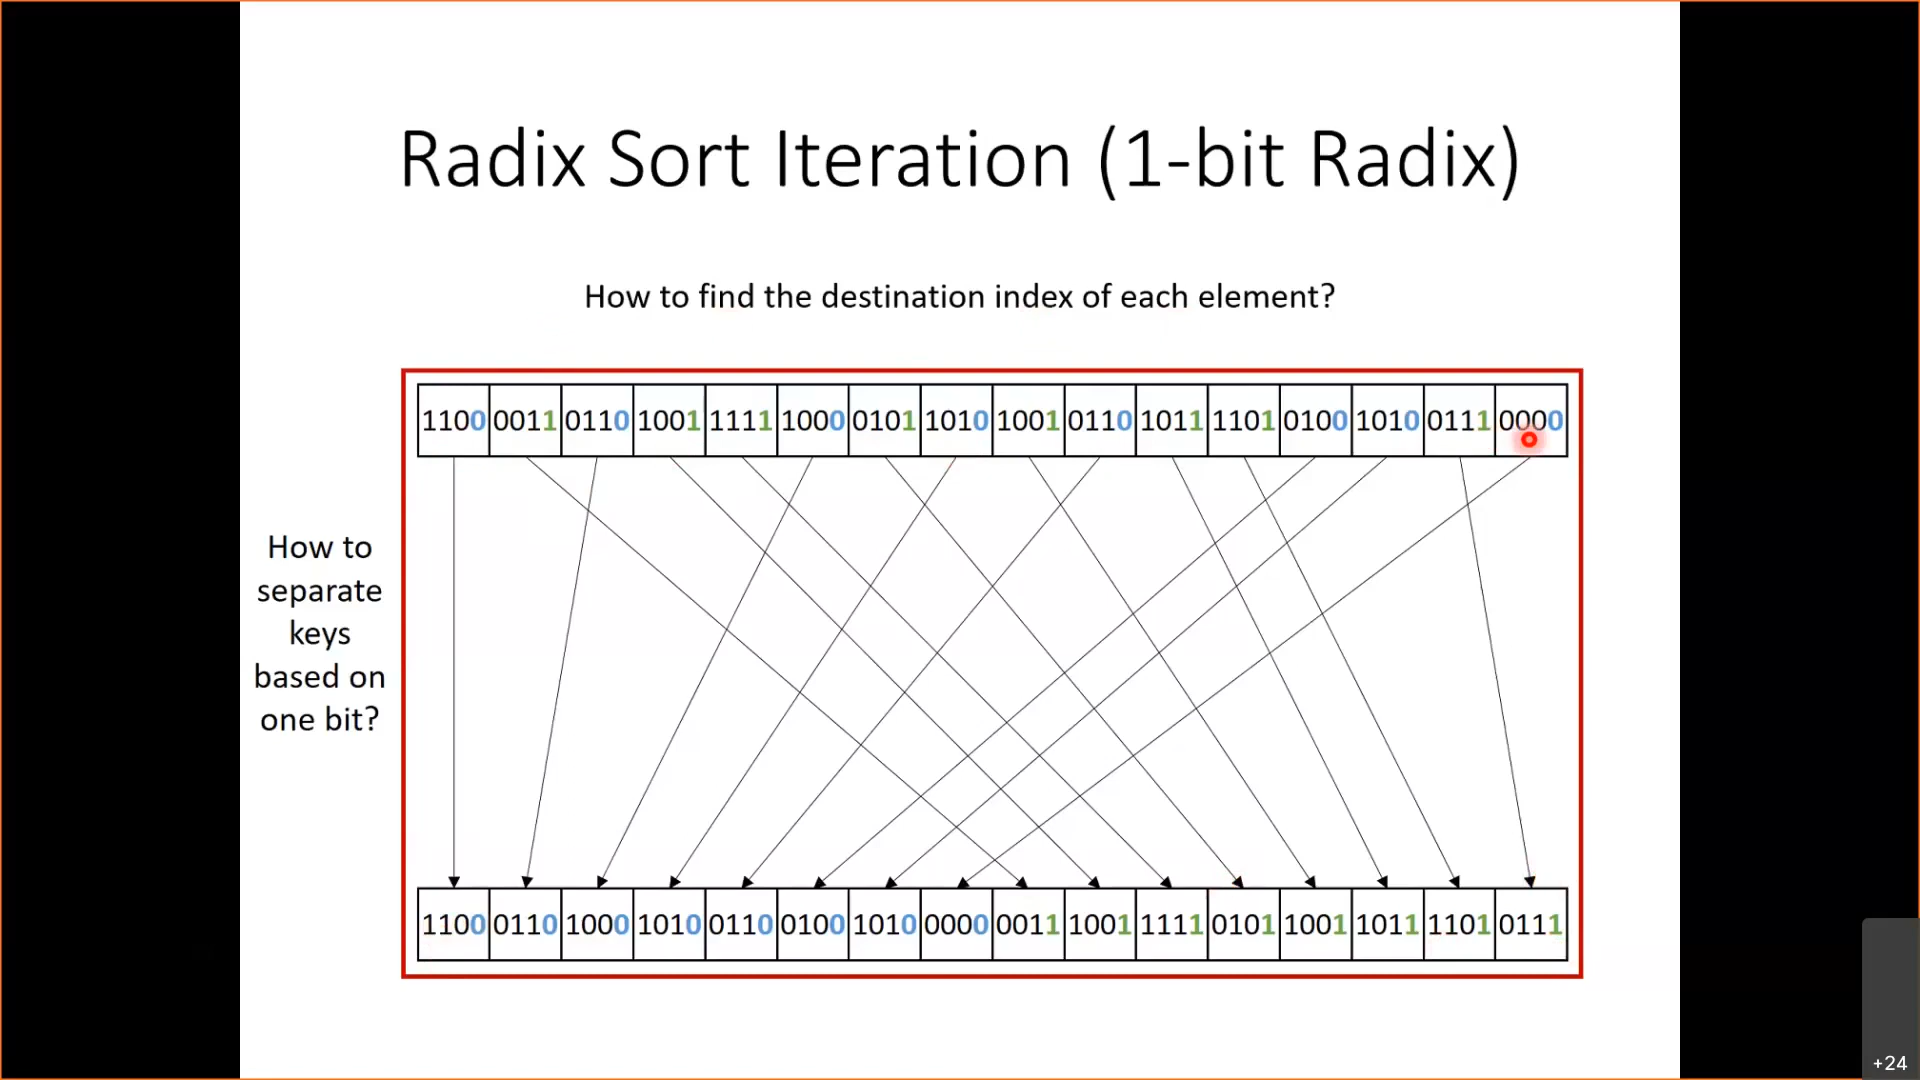 Radix Sort Iteration (1-bit Radix)
How to find the destination index of each element?
1100 0011 0110 1001 1111 1000 0101 1010 1001 0110 1011 1101 0100 1010 0111 0000
How to
separate
keys
based on
one bit?
1100 0110 1000 1010 0110 0100 1010 0000 0011 1001 1111 0101 1001 1011 1101 0111
+24